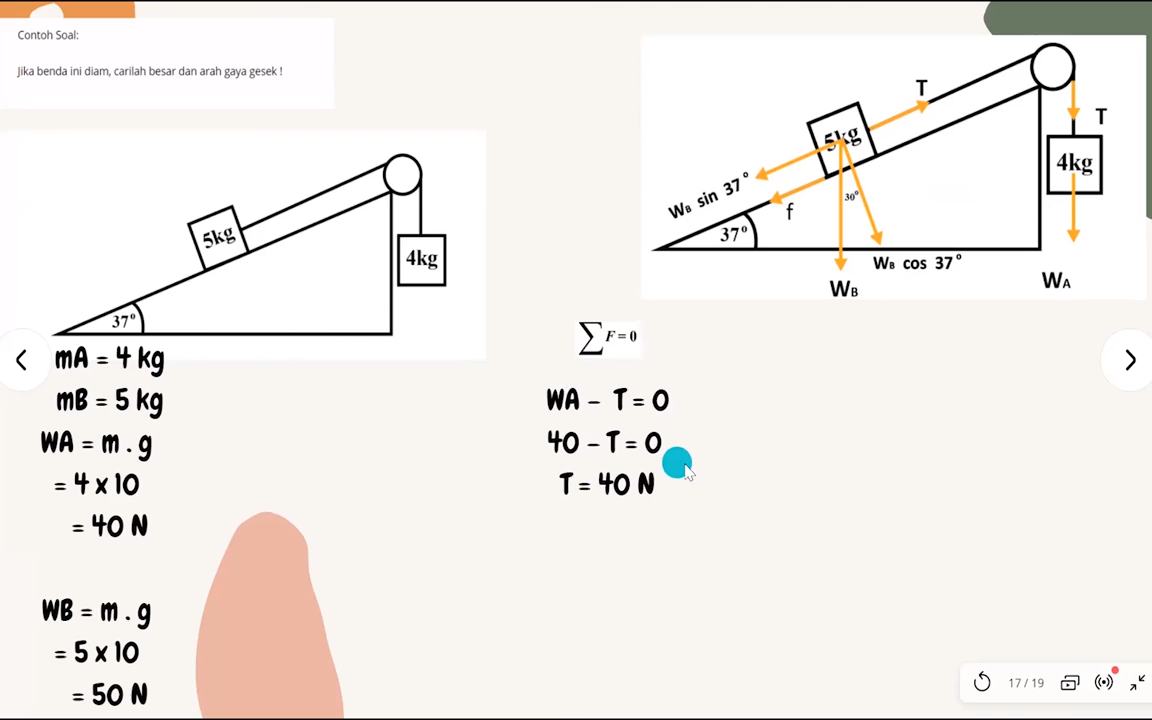 Contoh Soal:
Jika benda ini diam, carilah besar dan arah gaya gesek !
5kg
4kg
37°
mA = 4 kg
mB = 5 kg
WA = m . g
= 4 x 10
= 40 N
WB = m . g
= 5 x 10
= 50 N
T
T
5kg
4kg
WB sin 37°
30°
f
37°
WB cos 37°
WB
WA
∑ F = 0
WA - T = 0
40 - T = 0
T = 40 N
17 / 19